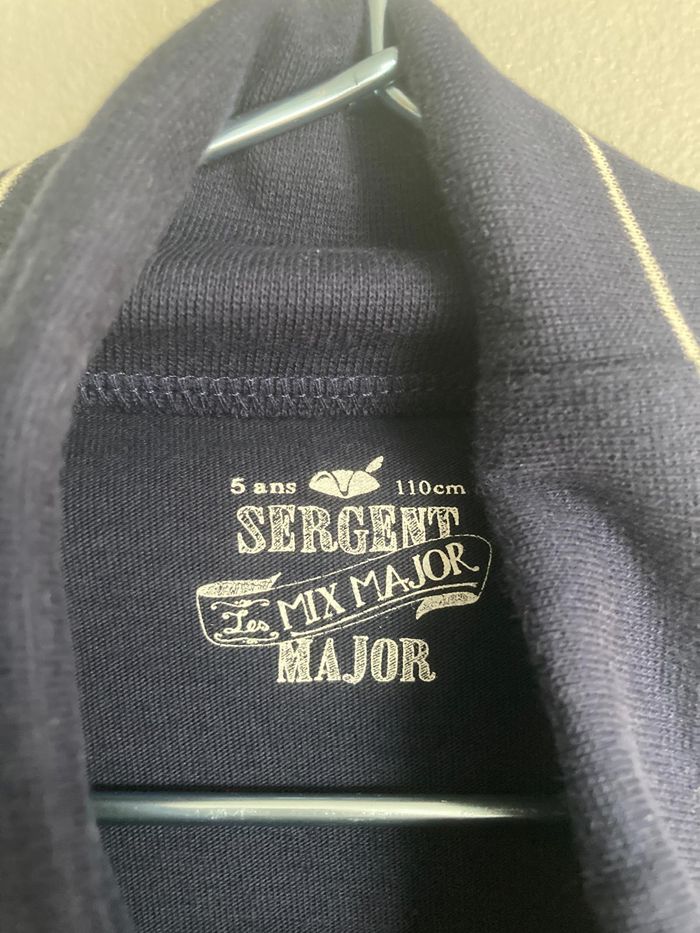 5 ans 110cm
SERGENT
Les MIX MAJOR
MAJOR